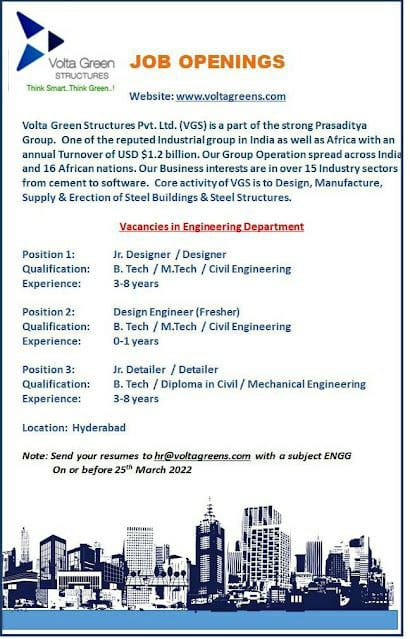 Volta Green
STRUCTURES
Think Smart..Think Green..!
JOB OPENINGS
Website: www.voltagreens.com
Volta Green Structures Pvt. Ltd. (VGS) is a part of the strong Prasaditya
Group. One of the reputed Industrial group in India as well as Africa with an
annual Turnover of USD $1.2 billion. Our Group Operation spread across India
and 16 African nations. Our Business interests are in over 15 Industry sectors
from cement to software. Core activity of VGS is to Design, Manufacture,
Supply & Erection of Steel Buildings & Steel Structures.
Vacancies in Engineering Department
Position 1: Jr. Designer / Designer
Qualification: B. Tech / M.Tech / Civil Engineering
Experience: 3-8 years
Position 2: Design Engineer (Fresher)
Qualification: B. Tech / M.Tech / Civil Engineering
Experience: 0-1 years
Position 3: Jr. Detailer / Detailer
Qualification: B. Tech / Diploma in Civil / Mechanical Engineering
Experience: 3-8 years
Location: Hyderabad
Note: Send your resumes to hr@voltagreens.com with a subject ENGG
On or before 25th March 2022